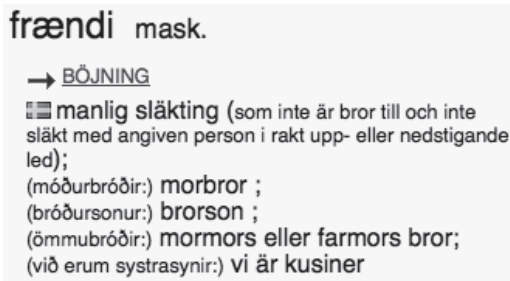 frændi mask.
→ BÖJNING
manlig släkting (som inte är bror till och inte
släkt med angiven person i rakt upp- eller nedstigande
led);
(móðurbróðir:) morbror ;
(bróðursonur:) brorson ;
(ömmubróðir:) mormors eller farmors bror;
(við erum systrasynir:) vi är kusiner